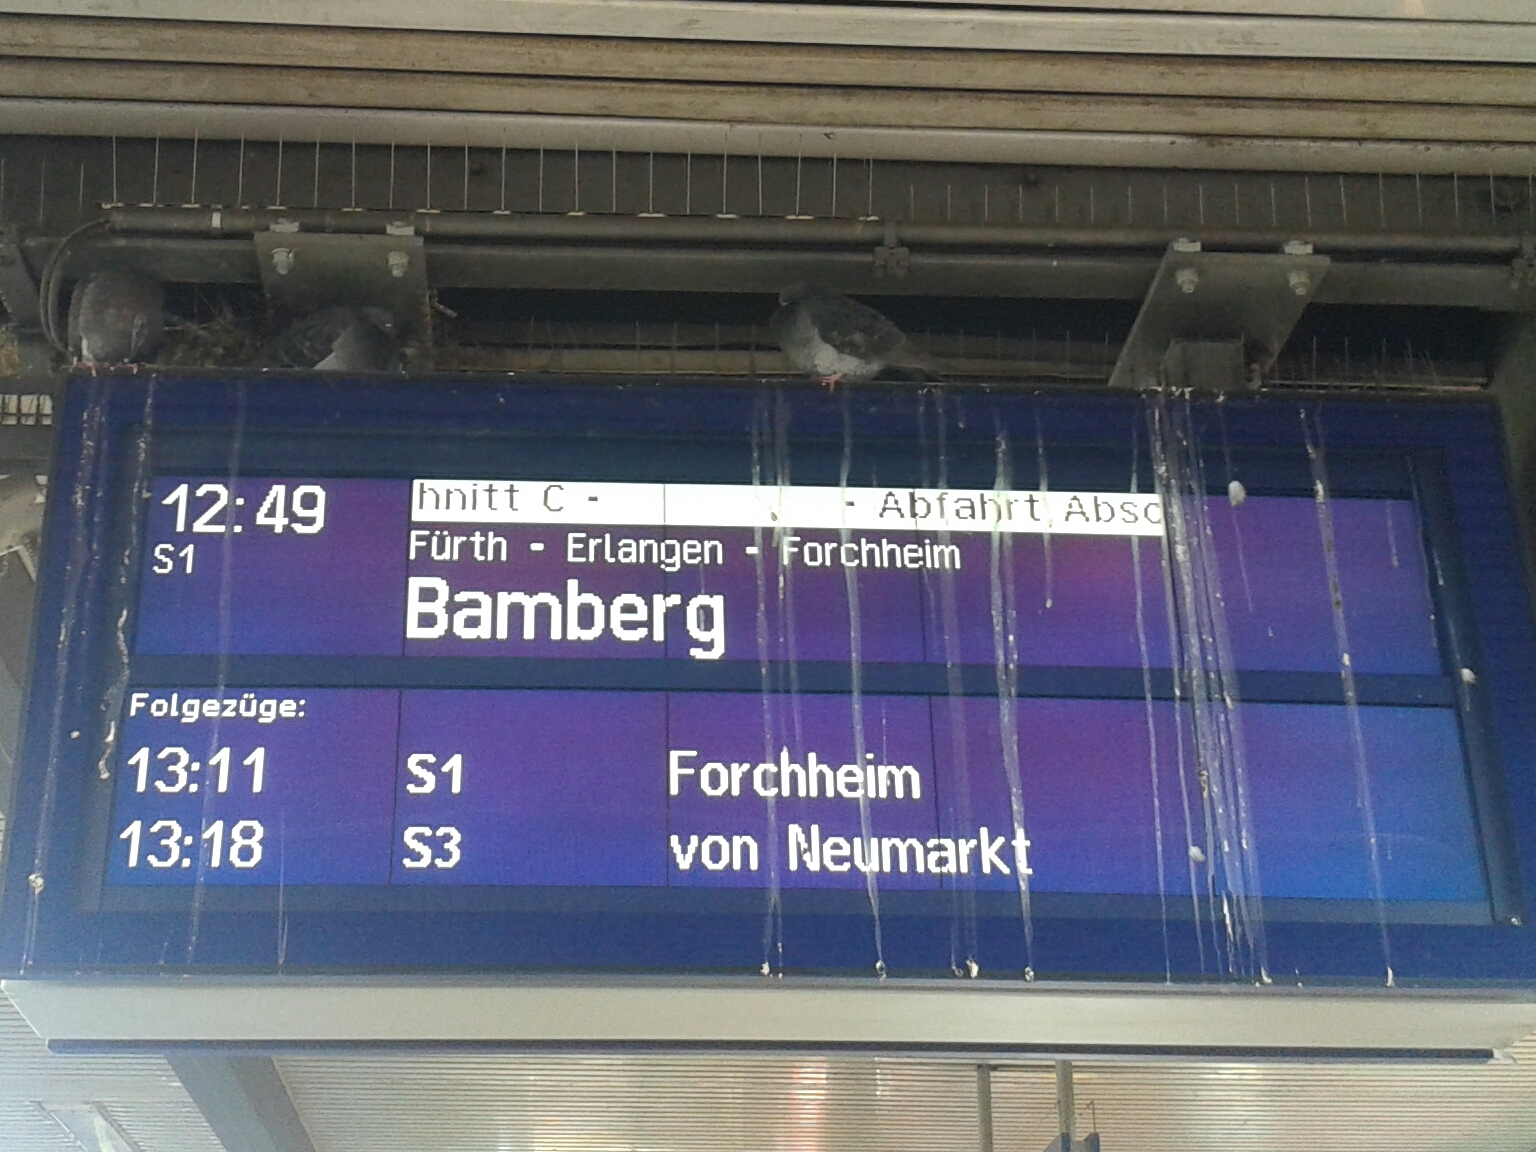 12:49 hnitt C - - Abfahrt Absc
S1 Fürth - Erlangen - Forchheim
Bamberg
Folgezüge:
13:11 S1 Forchheim
13:18 S3 von Neumarkt